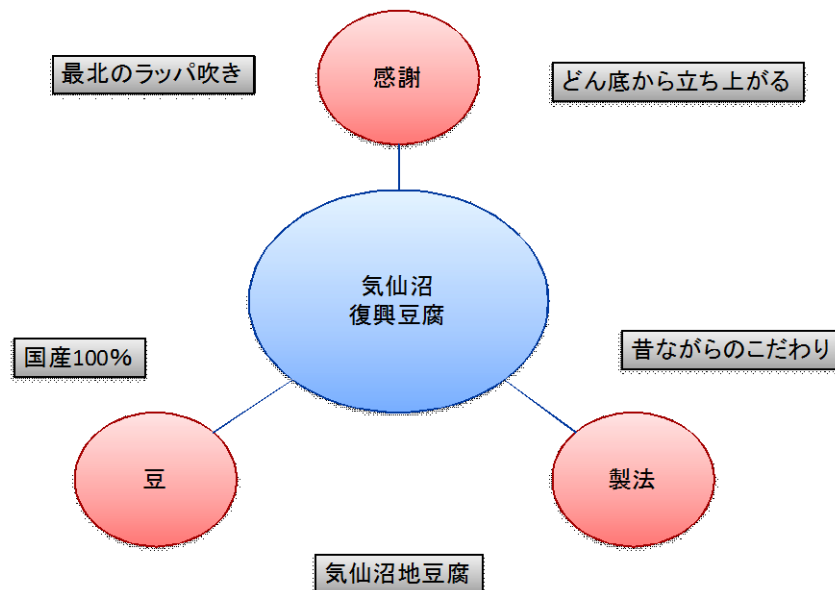 最北のラッパ吹き
感謝
どん底から立ち上がる
気仙沼
復興豆腐
国産100%
昔ながらのこだわり
豆
製法
気仙沼地豆腐